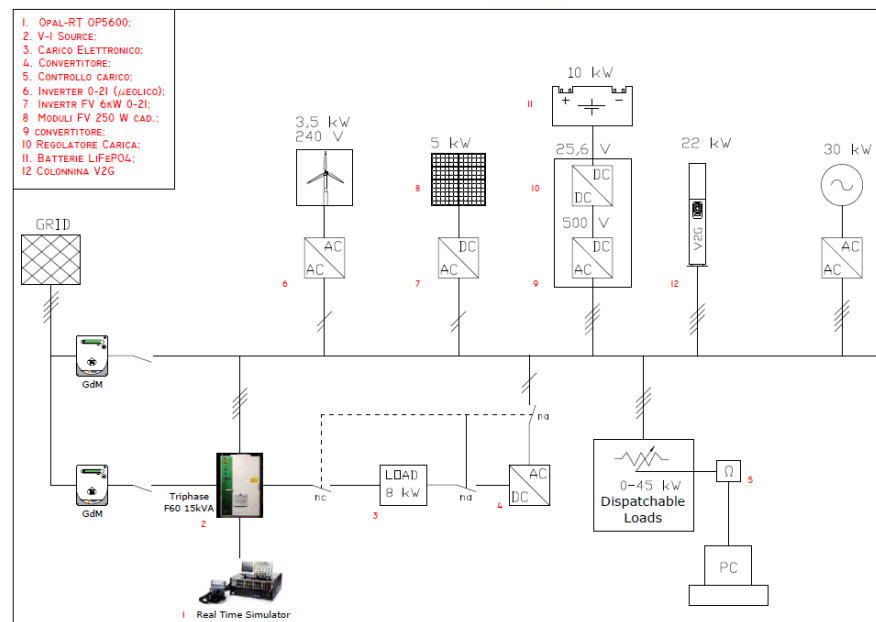 1. Opal-RT OP5600;
2. V-I Source;
3. Carico Elettronico;
4. Convertitore;
5. Controllo carico;
6. Inverter 0-21 (μeolico);
7 Invertr FV 6kW 0-21;
8 Moduli FV 250 W cad.;
9 convertitore;
10 Regolatore Carica;
11. Batterie LiFePO4;
12 Colonnina V2G
10 kW
11
+ −
3,5 kW
240 V
5 kW
25,6 V
22 kW
30 kW
8
10
DC
DC
500 V
V2G
GRID
AC
AC
6
DC
AC
7
DC
AC
9
12
AC
AC
GdM
na
GdM
Triphase
F60 15kVA
2
nc
LOAD
8 kW
3
na
AC
DC
4
0-45 kW
Dispatchable
Loads
Ω
5
PC
1 Real Time Simulator